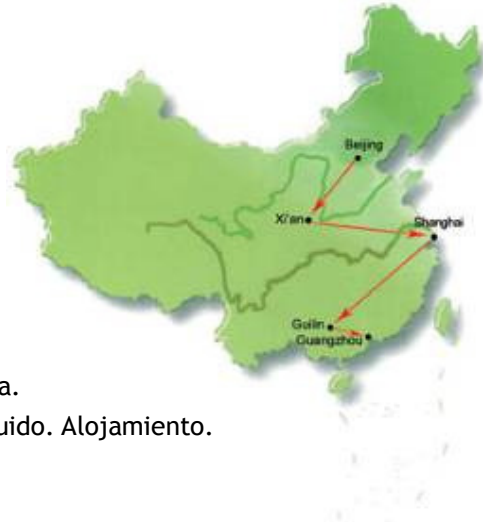 Beijing
Xi'an
Shanghai
Guilin
Guangzhou
a.
uido. Alojamiento.